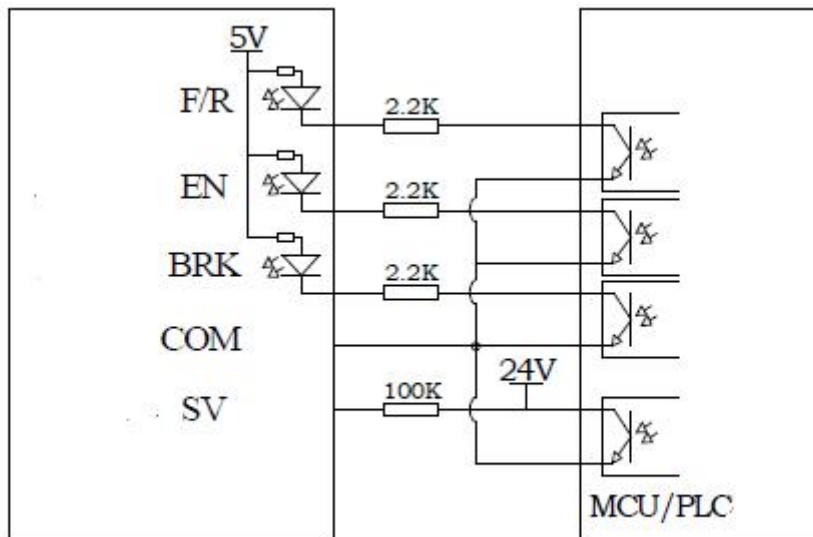 5V
F/R
2.2K
EN
2.2K
BRK
2.2K
COM
24V
SV
100K
MCU/PLC